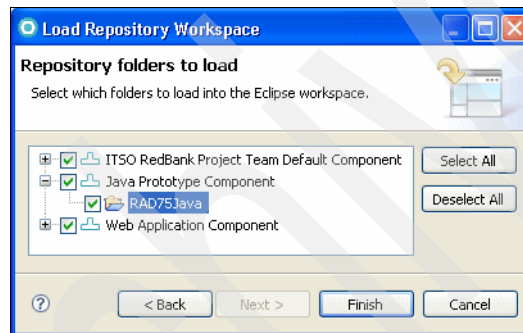 Load Repository Workspace
Repository folders to load
Select which folders to load into the Eclipse workspace.
ITSO RedBank Project Team Default Component
Java Prototype Component
RAD75Java
Web Application Component
Select All
Deselect All
?
< Back
Next >
Finish
Cancel